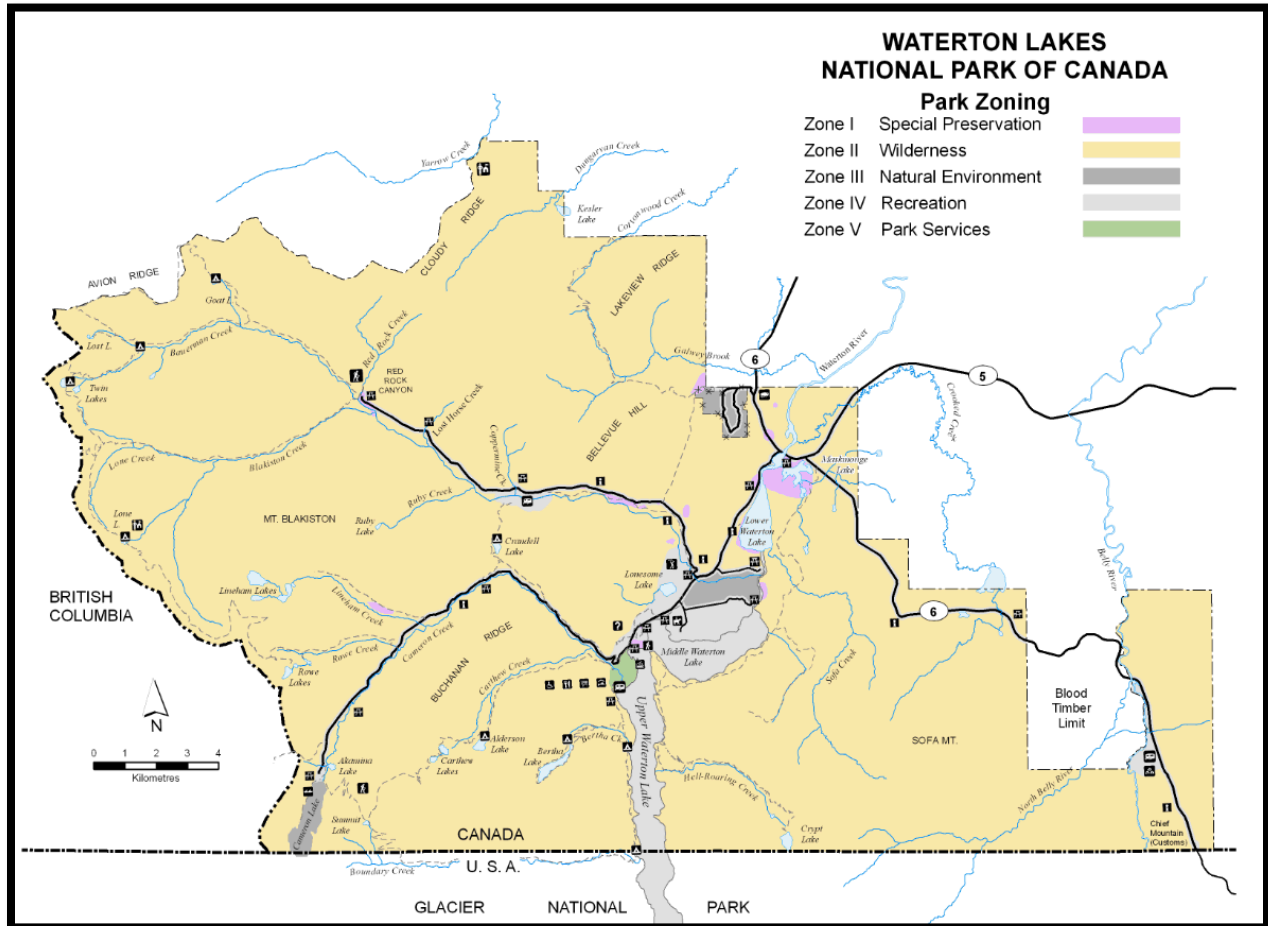 WATERTON LAKES
NATIONAL PARK OF CANADA
Park Zoning
Zone I Special Preservation
Zone II Wilderness
Zone III Natural Environment
Zone IV Recreation
Zone V Park Services
Yarrow Creek
Dungarvan Creek
Kesler
Lake
Cottonwood Creek
CLOUDY RIDGE
LAKEVIEW RIDGE
AVION RIDGE
Goat L.
Lost L.
Bowerman Creek
Red Rock Creek
Twin
Lakes
RED
ROCK
CANYON
Galwey Brook
6
Waterton River
5
Crooked Creek
Lost Horse Creek
BELLEVUE HILL
Coppermine Ck.
Lone Creek
Blakiston Creek
Maskinonge
Lake
Ruby Creek
MT. BLAKISTON
Ruby
Lake
Lone
L.
Lower
Waterton
Lake
Crandell
Lake
Belly River
Lonesome
Lake
BRITISH
COLUMBIA
Lineham Lakes
Lineham Creek
Cameron Creek
Rowe Creek
Rowe
Lakes
BUCHANAN RIDGE
Carthew Creek
Middle Waterton
Lake
6
Sofa Creek
Blood
Timber
Limit
N
0 1 2 3 4
Kilometres
Upper Waterton Lake
SOFA MT.
Alderson
Lake
Carthew
Lakes
Bertha
Lake
Bertha Ck.
Akamina
Lake
Hell-Roaring Creek
North Belly River
Cameron Lake
Summit
Lake
Crypt
Lake
Chief
Mountain
(Customs)
CANADA
U. S. A.
Boundary Creek
GLACIER NATIONAL PARK